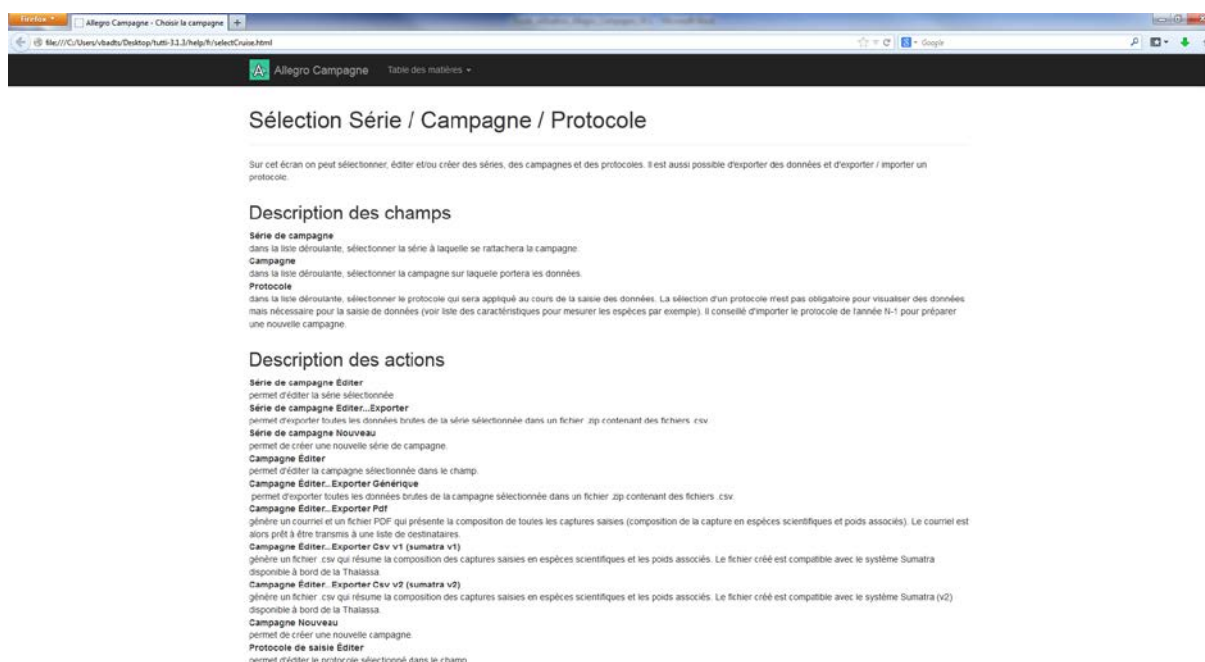 Firefox
Allegro Campagne - Choisir la campagne
file:///C:/Users/vbadts/Desktop/tutti-3.1.3/help/fr/selectCruise.html
Google
Allegro Campagne
Table des matières
Sélection Série / Campagne / Protocole
Sur cet écran on peut sélectionner, éditer et/ou créer des séries, des campagnes et des protocoles. Il est aussi possible d'exporter des données et d'exporter / importer un
protocole.
Description des champs
Série de campagne
dans la liste déroulante, sélectionner la série à laquelle se rattachera la campagne.
Campagne
dans la liste déroulante, sélectionner la campagne sur laquele portera les données.
Protocole
dans la liste déroulante, sélectionner le protocole qui sera appliqué au cours de la saisie des données. La sélection d'un protocole n'est pas obligatoire pour visualiser des données
mais nécessaire pour la saisie de données (voir liste des caractéristiques pour mesurer les espèces par exemple). Il conseillé d'importer le protocole de l'année N-1 pour préparer
une nouvelle campagne.
Description des actions
Série de campagne Éditer
permet d'éditer la série sélectionnée
Série de campagne Editer...Exporter
permet d'exporter toutes les données brutes de la série sélectionnée dans un fichier .zip contenant des fichiers .csv.
Série de campagne Nouveau
permet de créer une nouvelle série de campagne.
Campagne Éditer
permet d'éditer la campagne sélectionnée dans le champ.
Campagne Éditer...Exporter Générique
permet d'exporter toutes les données brutes de la campagne sélectionnée dans un fichier .zip contenant des fichiers .csv.
Campagne Éditer...Exporter Pdf
génère un courriel et un fichier PDF qui présente la composition de toutes les captures saisies (composition de la capture en espèces scientifiques et poids associés). Le courriel est
alors prêt à être transmis à une liste de destinataires.
Campagne Éditer...Exporter Csv v1 (sumatra v1)
génère un fichier .csv qui résume la composition des captures saisies en espèces scientifiques et les poids associés. Le fichier créé est compatible avec le système Sumatra
disponible à bord de la Thalassa.
Campagne Éditer...Exporter Csv v2 (sumatra v2)
génère un fichier .csv qui résume la composition des captures saisies en espèces scientifiques et les poids associés. Le fichier créé est compatible avec le système Sumatra (v2)
disponible à bord de la Thalassa.
Campagne Nouveau
permet de créer une nouvelle campagne.
Protocole de saisie Éditer
permet d'éditer le protocole sélectionné dans le champ